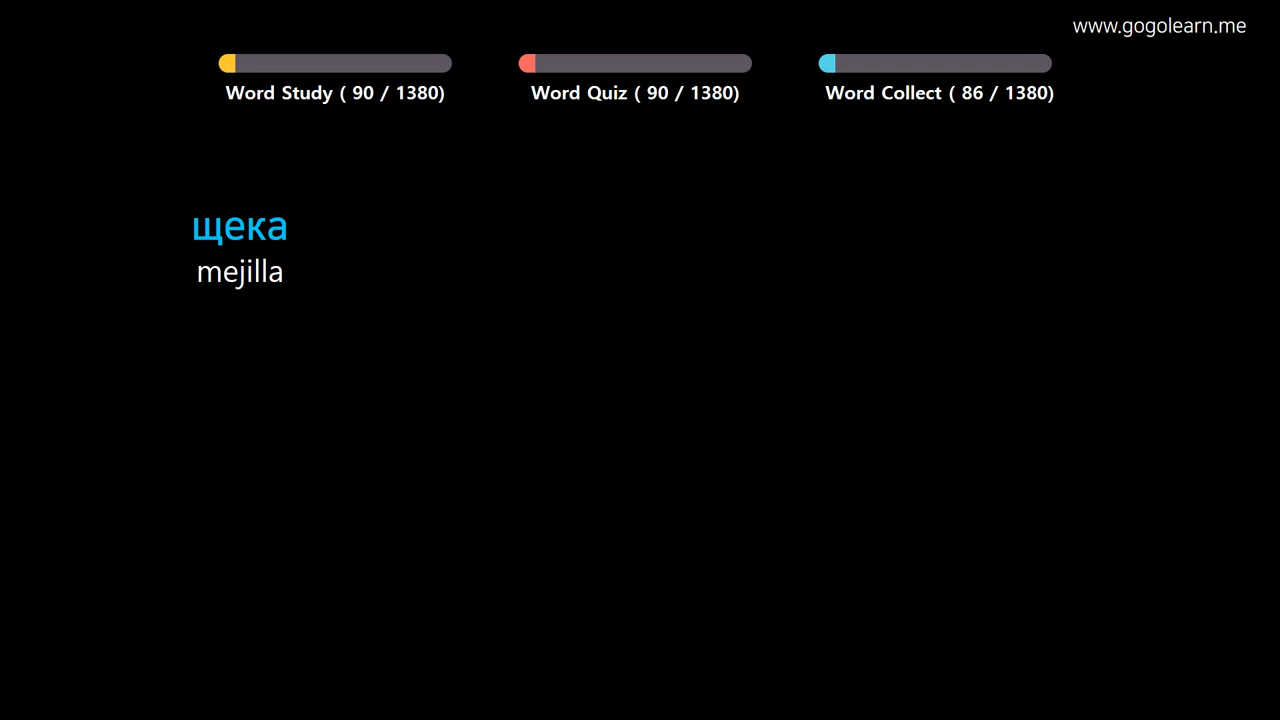 www.gogolearn.me
Word Study ( 90 / 1380)
Word Quiz ( 90 / 1380)
Word Collect ( 86 / 1380)
щека
mejilla